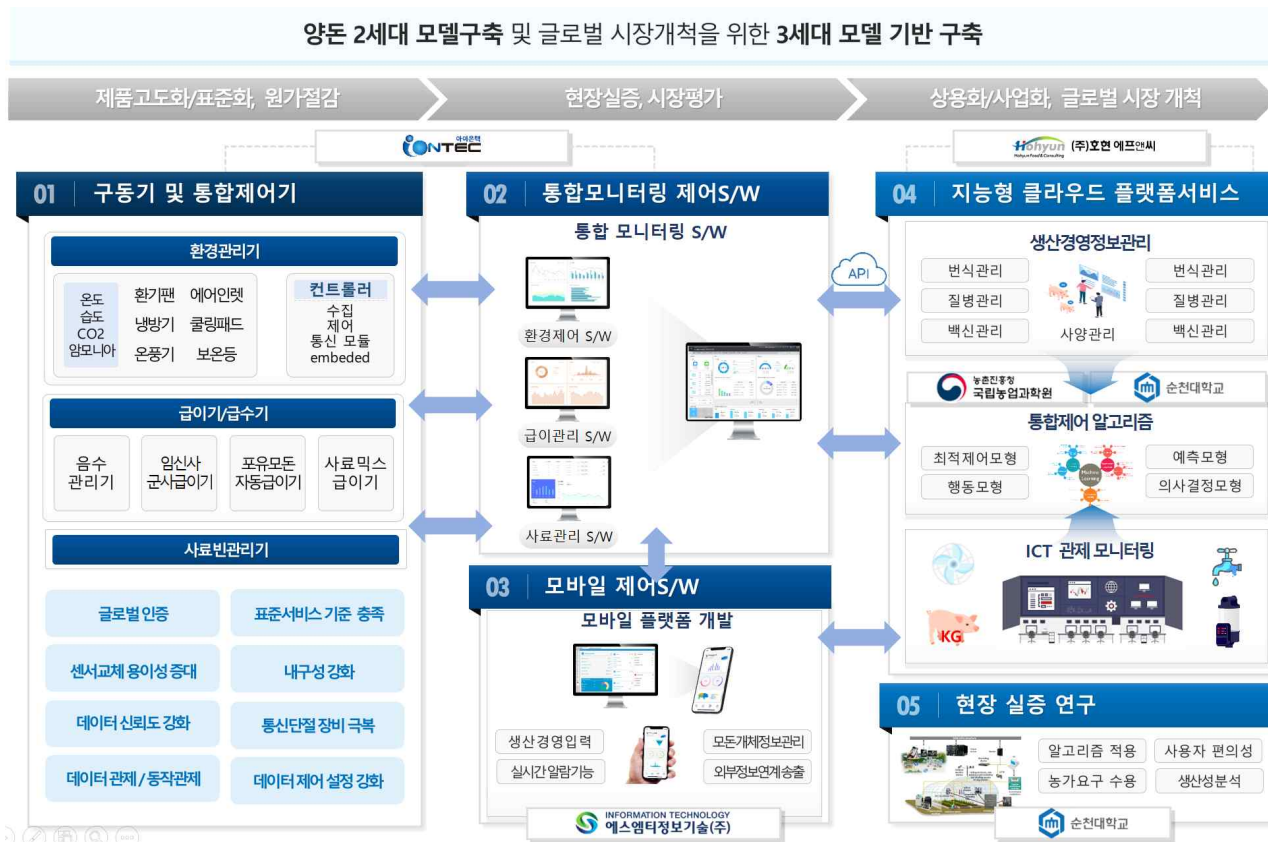 양돈 2세대 모델구축 및 글로벌 시장개척을 위한 3세대 모델 기반 구축
제품고도화/표준화, 원가절감
현장실증, 시장평가
상용화/사업화, 글로벌 시장 개척
아이온텍
iONTEC
Hohyun (주)호현 에프앤씨
Hohyun Feed & Consulting
01 구동기 및 통합제어기
환경관리기
온도
습도
CO2
암모니아
환기팬 에어인렛
냉방기 쿨링패드
온풍기 보온등
컨트롤러
수집
제어
통신 모듈
embeded
급이기/급수기
음수
관리기
임신사
군사급이기
포유모돈
자동급이기
사료믹스
급이기
사료빈관리기
글로벌 인증
표준서비스 기준 충족
센서교체 용이성 증대
내구성 강화
데이터 신뢰도 강화
통신단절 장비 극복
데이터 관제 / 동작관제
데이터 제어 설정 강화
02 통합모니터링 제어S/W
통합 모니터링 S/W
환경제어 S/W
급이관리 S/W
사료관리 S/W
03 모바일 제어S/W
모바일 플랫폼 개발
생산경영입력
모돈개체정보관리
실시간 알람기능
외부정보연계송출
INFORMATION TECHNOLOGY
에스엠터정보기술(주)
API
04 지능형 클라우드 플랫폼서비스
생산경영정보관리
번식관리
질병관리
백신관리
사양관리
번식관리
질병관리
백신관리
농촌진흥청
국립농업과학원
순천대학교
통합제어 알고리즘
최적제어모형
행동모형
Machine
Learning
예측모형
의사결정모형
ICT 관제 모니터링
KG
05 현장 실증 연구
알고리즘 적용
사용자 편의성
농가요구 수용
생산성분석
순천대학교